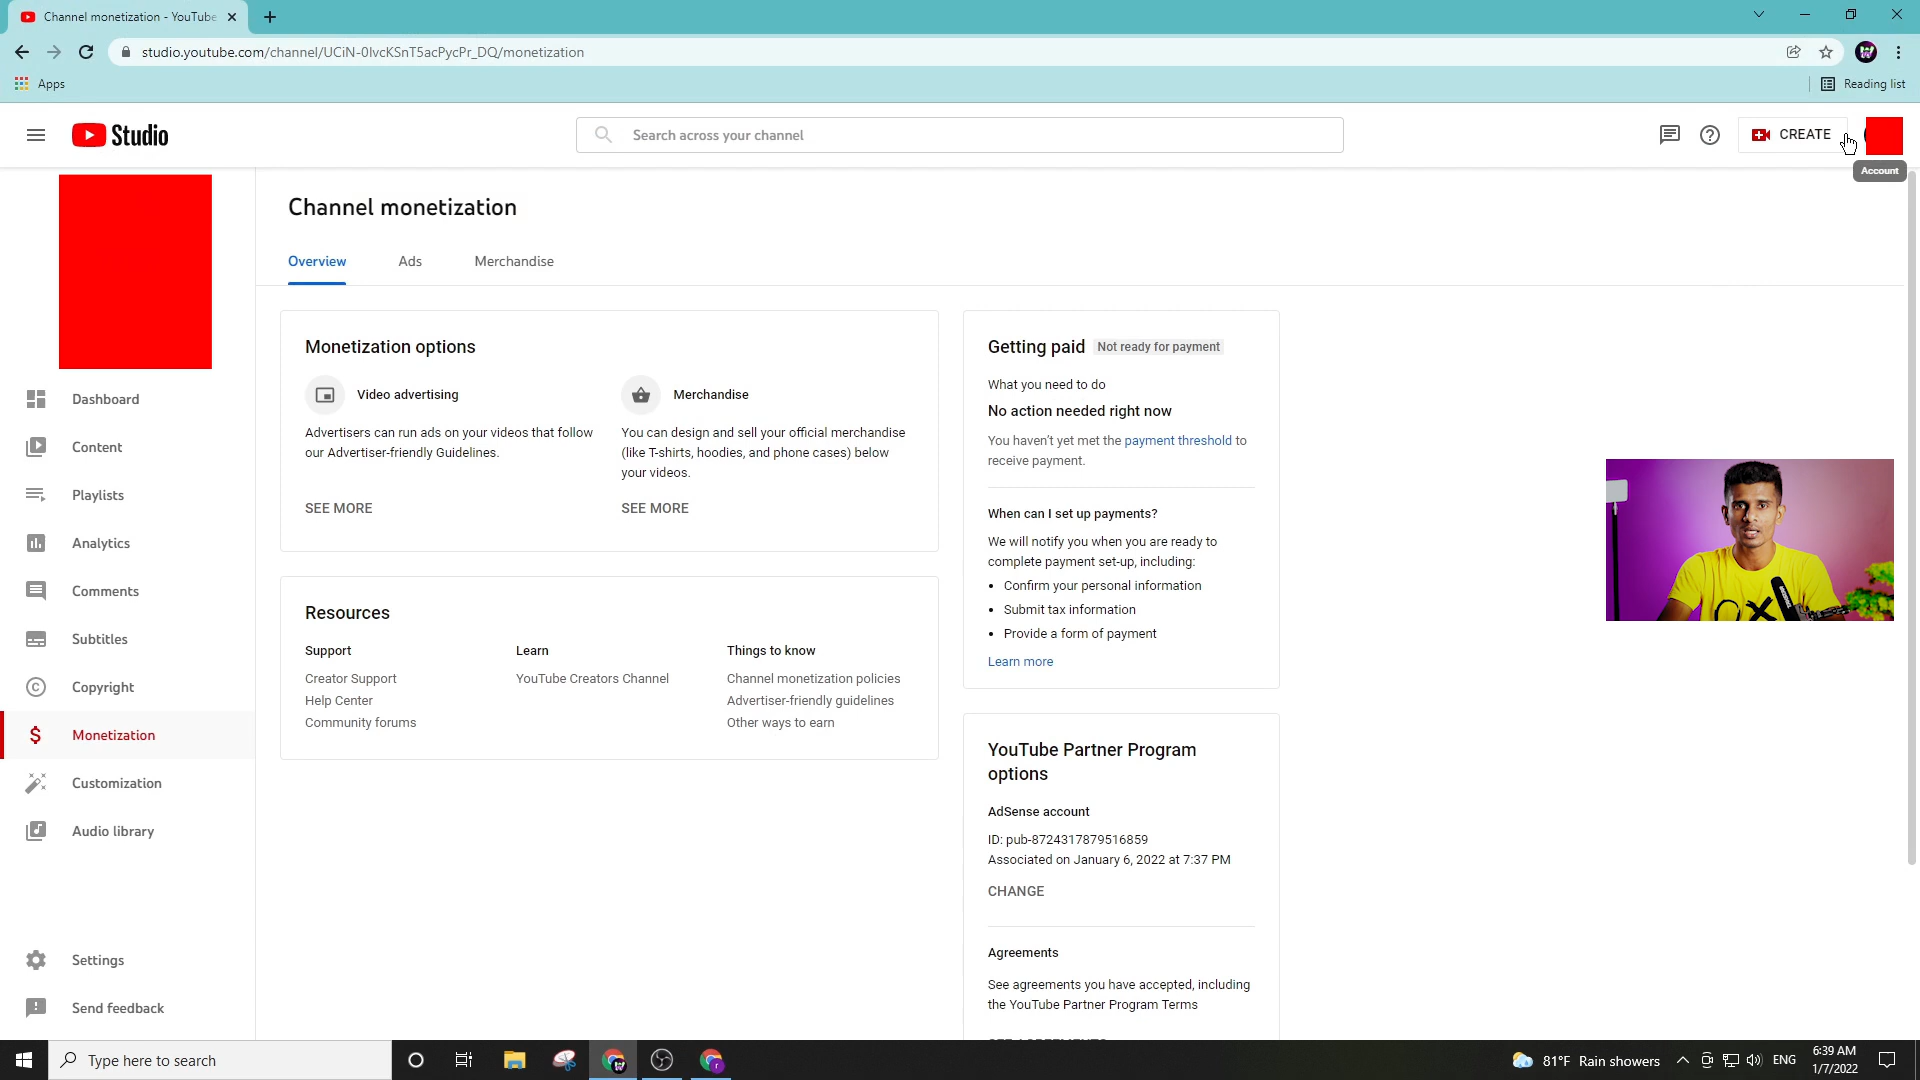 Channel monetization - YouTube
studio.youtube.com/channel/UCiN-0lvcKSnT5acPycPr_DQ/monetization
Apps
Reading list
Studio
Search across your channel
CREATE
Account
Channel monetization
Overview
Ads
Merchandise
Dashboard
Content
Playlists
Analytics
Comments
Subtitles
Copyright
Monetization
Customization
Audio library
Settings
Send feedback
Monetization options
Video advertising
Advertisers can run ads on your videos that follow
our Advertiser-friendly Guidelines.
SEE MORE
Merchandise
You can design and sell your official merchandise
(like T-shirts, hoodies, and phone cases) below
your videos.
SEE MORE
Resources
Support
Creator Support
Help Center
Community forums
Learn
YouTube Creators Channel
Things to know
Channel monetization policies
Advertiser-friendly guidelines
Other ways to earn
Getting paid Not ready for payment
What you need to do
No action needed right now
You haven't yet met the payment threshold to
receive payment.
When can I set up payments?
We will notify you when you are ready to
complete payment set-up, including:
• Confirm your personal information
• Submit tax information
• Provide a form of payment
Learn more
YouTube Partner Program
options
AdSense account
ID: pub-8724317879516859
Associated on January 6, 2022 at 7:37 PM
CHANGE
Agreements
See agreements you have accepted, including
the YouTube Partner Program Terms
Type here to search
81°F Rain showers
ENG
6:39 AM
1/7/2022